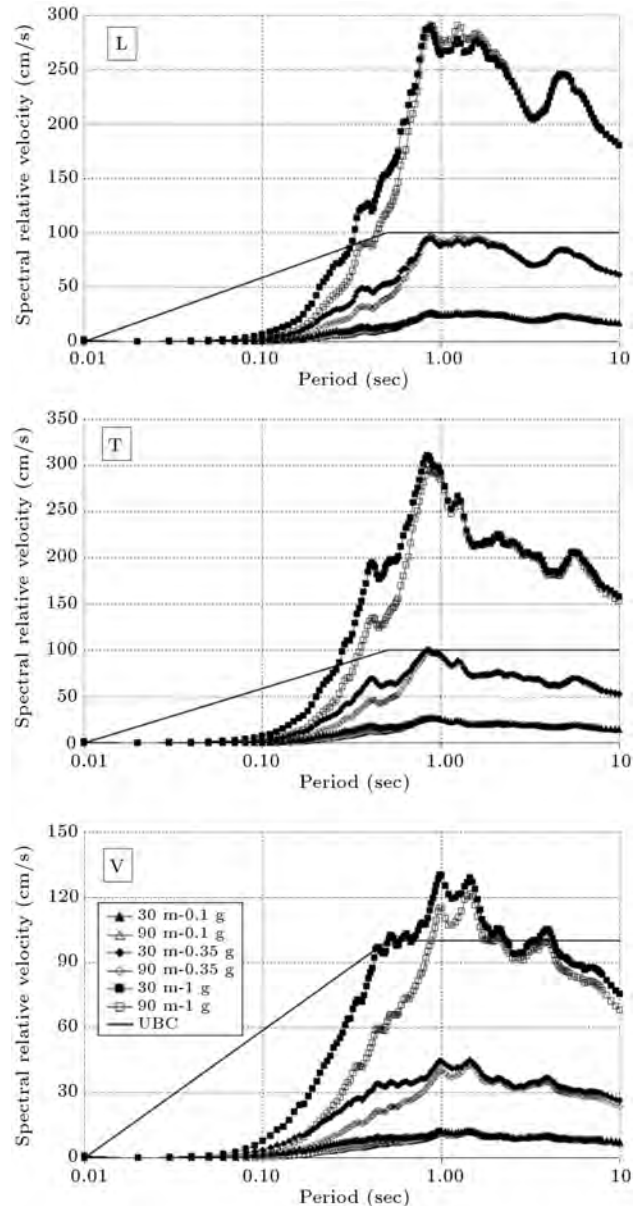 L
Spectral relative velocity (cm/s)
300
250
200
150
100
50
0
0.01 0.10 1.00 10
Period (sec)
T
Spectral relative velocity (cm/s)
350
300
250
200
150
100
50
0
0.01 0.10 1.00 10
Period (sec)
V
Spectral relative velocity (cm/s)
150
120
90
60
30
0
30 m-0.1 g
90 m-0.1 g
30 m-0.35 g
90 m-0.35 g
30 m-1 g
90 m-1 g
UBC
0.01 0.10 1.00 10
Period (sec)